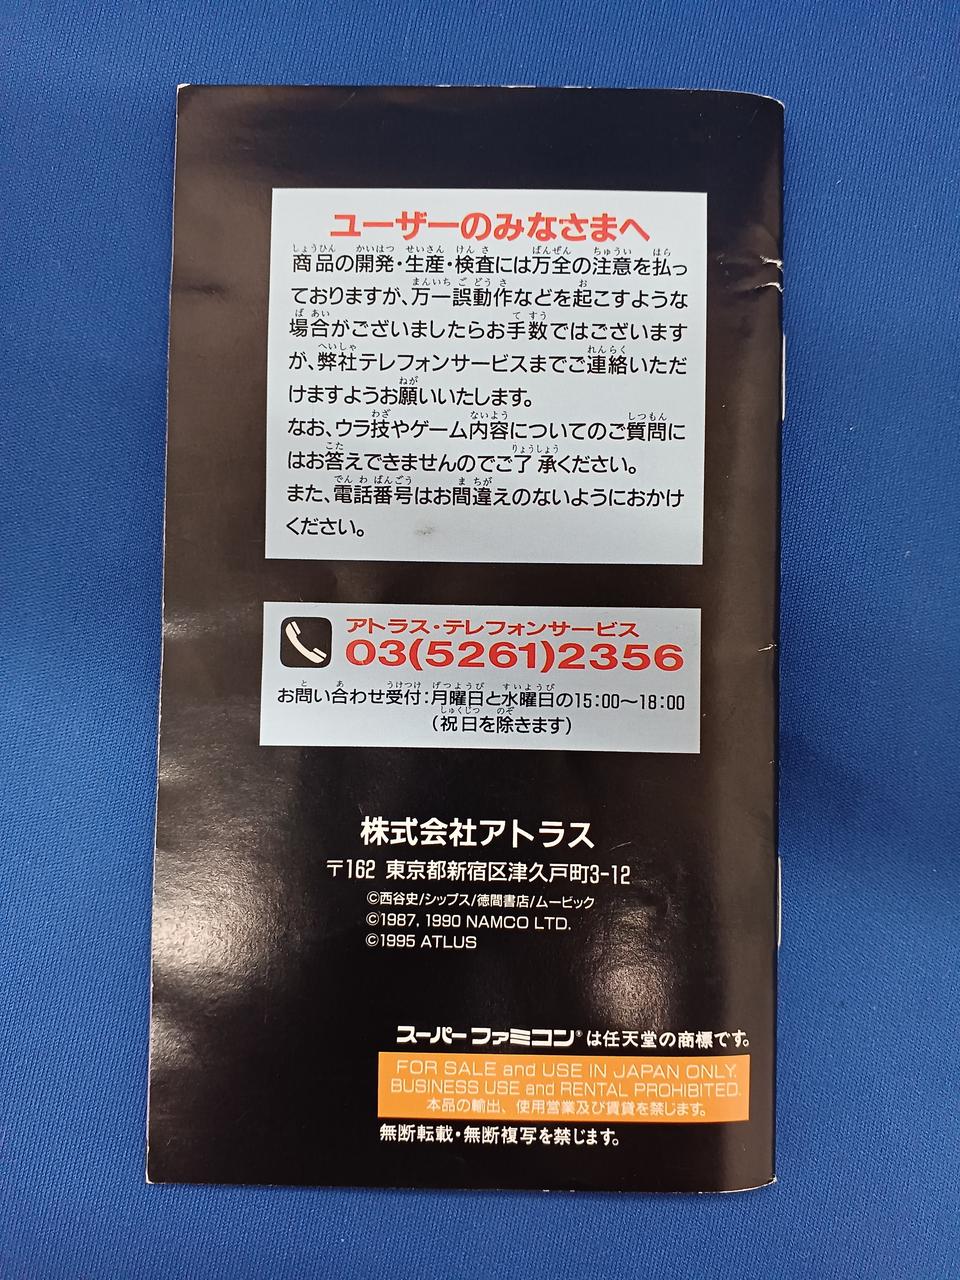 ユーザーのみなさまへ
商品の開発・生産・検査には万全の注意を払っ
ておりますが、万一誤動作などを起こすような
場合がございましたらお手数ではございます
が、弊社テレフォンサービスまでご連絡いただ
けますようお願いいたします。
なお、ウラ技やゲーム内容についてのご質問に
はお答えできませんのでご了承ください。
また、電話番号はお間違えのないようにおかけ
ください。
アトラス・テレフォンサービス
03(5261)2356
お問い合わせ受付：月曜日と水曜日の15:00〜18:00
（祝日を除きます）
株式会社アトラス
〒162 東京都新宿区津久戸町3-12
©西谷史/シップス/徳間書店/ムービック
©1987, 1990 NAMCO LTD.
©1995 ATLUS
スーパーファミコン®は任天堂の商標です。
FOR SALE and USE IN JAPAN ONLY.
BUSINESS USE and RENTAL PROHIBITED.
本品の輸出、使用営業及び賃貸を禁じます。
無断転載・無断複写を禁じます。